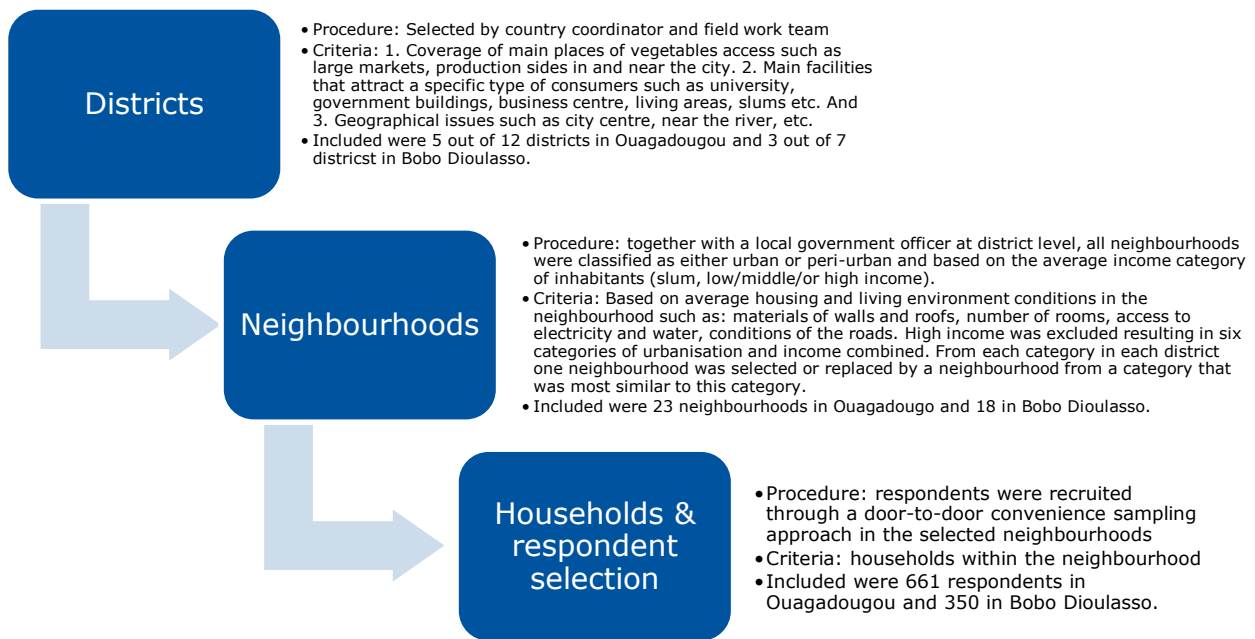 Districts
• Procedure: Selected by country coordinator and field work team
• Criteria: 1. Coverage of main places of vegetables access such as
large markets, production sides in and near the city. 2. Main facilities
that attract a specific type of consumers such as university,
government buildings, business centre, living areas, slums etc. And
3. Geographical issues such as city centre, near the river, etc.
• Included were 5 out of 12 districts in Ouagadougou and 3 out of 7
districst in Bobo Dioulasso.
Neighbourhoods
• Procedure: together with a local government officer at district level, all neighbourhoods
were classified as either urban or peri-urban and based on the average income category
of inhabitants (slum, low/middle/or high income).
• Criteria: Based on average housing and living environment conditions in the
neighbourhood such as: materials of walls and roofs, number of rooms, access to
electricity and water, conditions of the roads. High income was excluded resulting in six
categories of urbanisation and income combined. From each category in each district
one neighbourhood was selected or replaced by a neighbourhood from a category that
was most similar to this category.
• Included were 23 neighbourhoods in Ouagadougo and 18 in Bobo Dioulasso.
Households &
respondent
selection
• Procedure: respondents were recruited
through a door-to-door convenience sampling
approach in the selected neighbourhoods
• Criteria: households within the neighbourhood
• Included were 661 respondents in
Ouagadougou and 350 in Bobo Dioulasso.